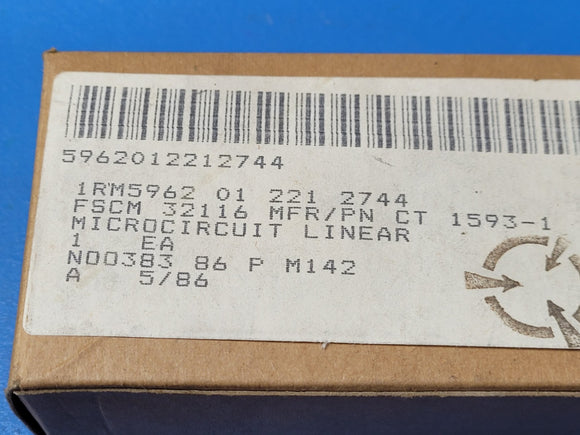 5962012212744
1RM5962 01 221 2744
FSCM 32116 MFR/PN CT 1593-1
MICROCIRCUIT LINEAR
1 EA
N00383 86 P M142
A 5/86